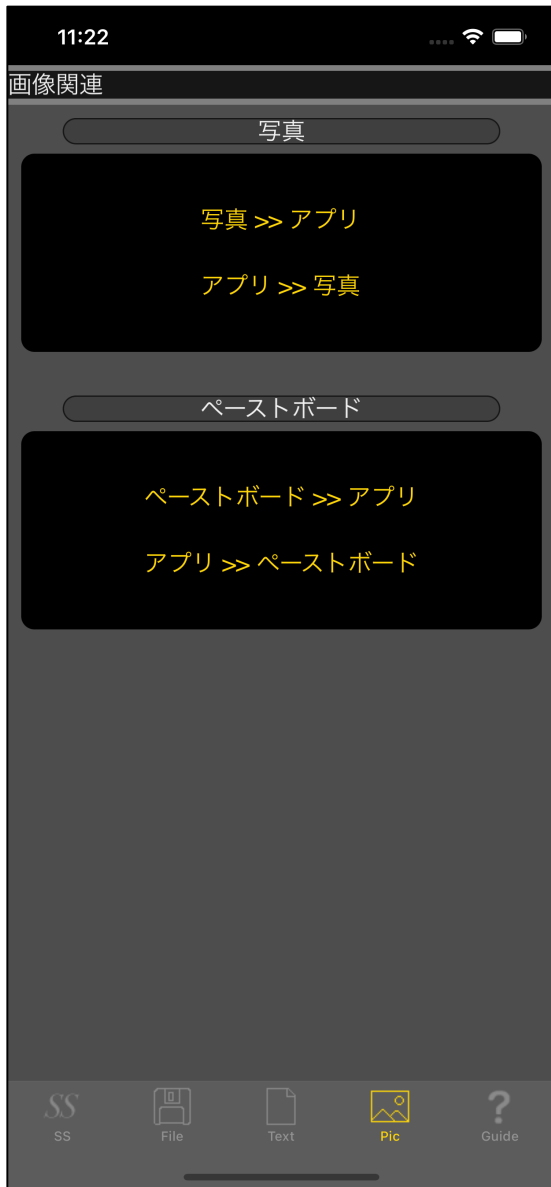 11:22
画像関連
写真
写真 >> アプリ
アプリ >> 写真
ペーストボード
ペーストボード >> アプリ
アプリ >> ペーストボード
SS
SS
File
Text
Pic
?
Guide